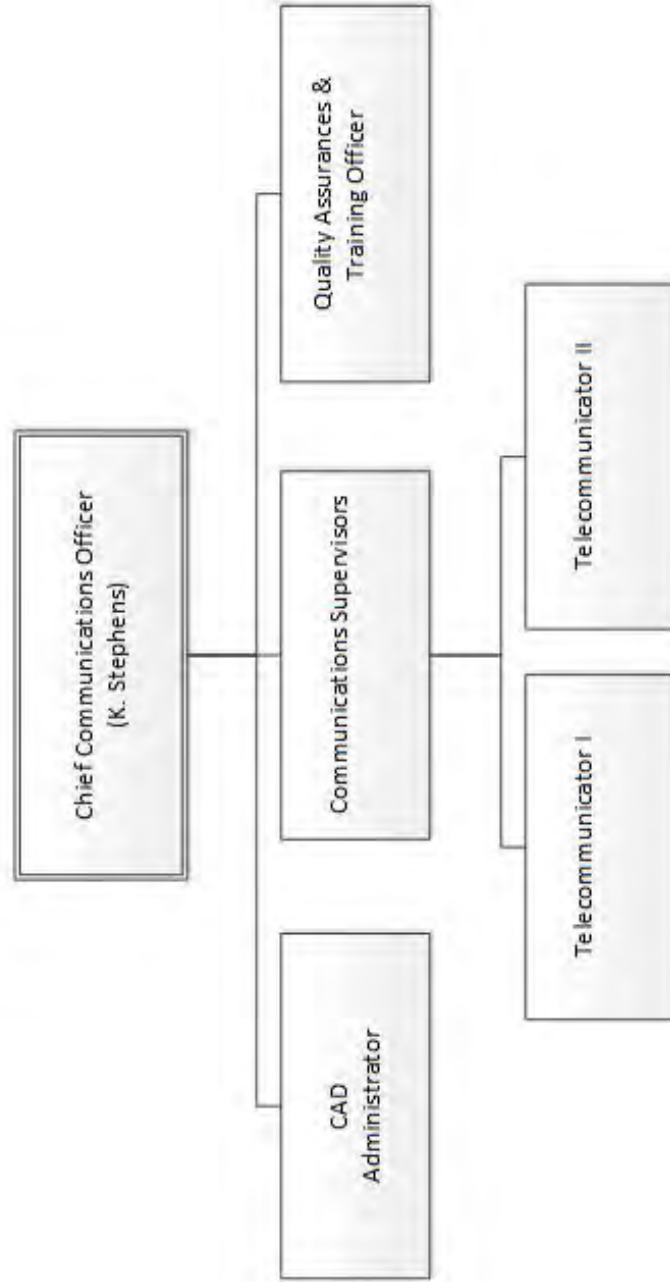 Chief Communications Officer
(K. Stephens)
CAD
Administrator
Communications Supervisors
Quality Assurances &
Training Officer
Telecommunicator I
Telecommunicator II